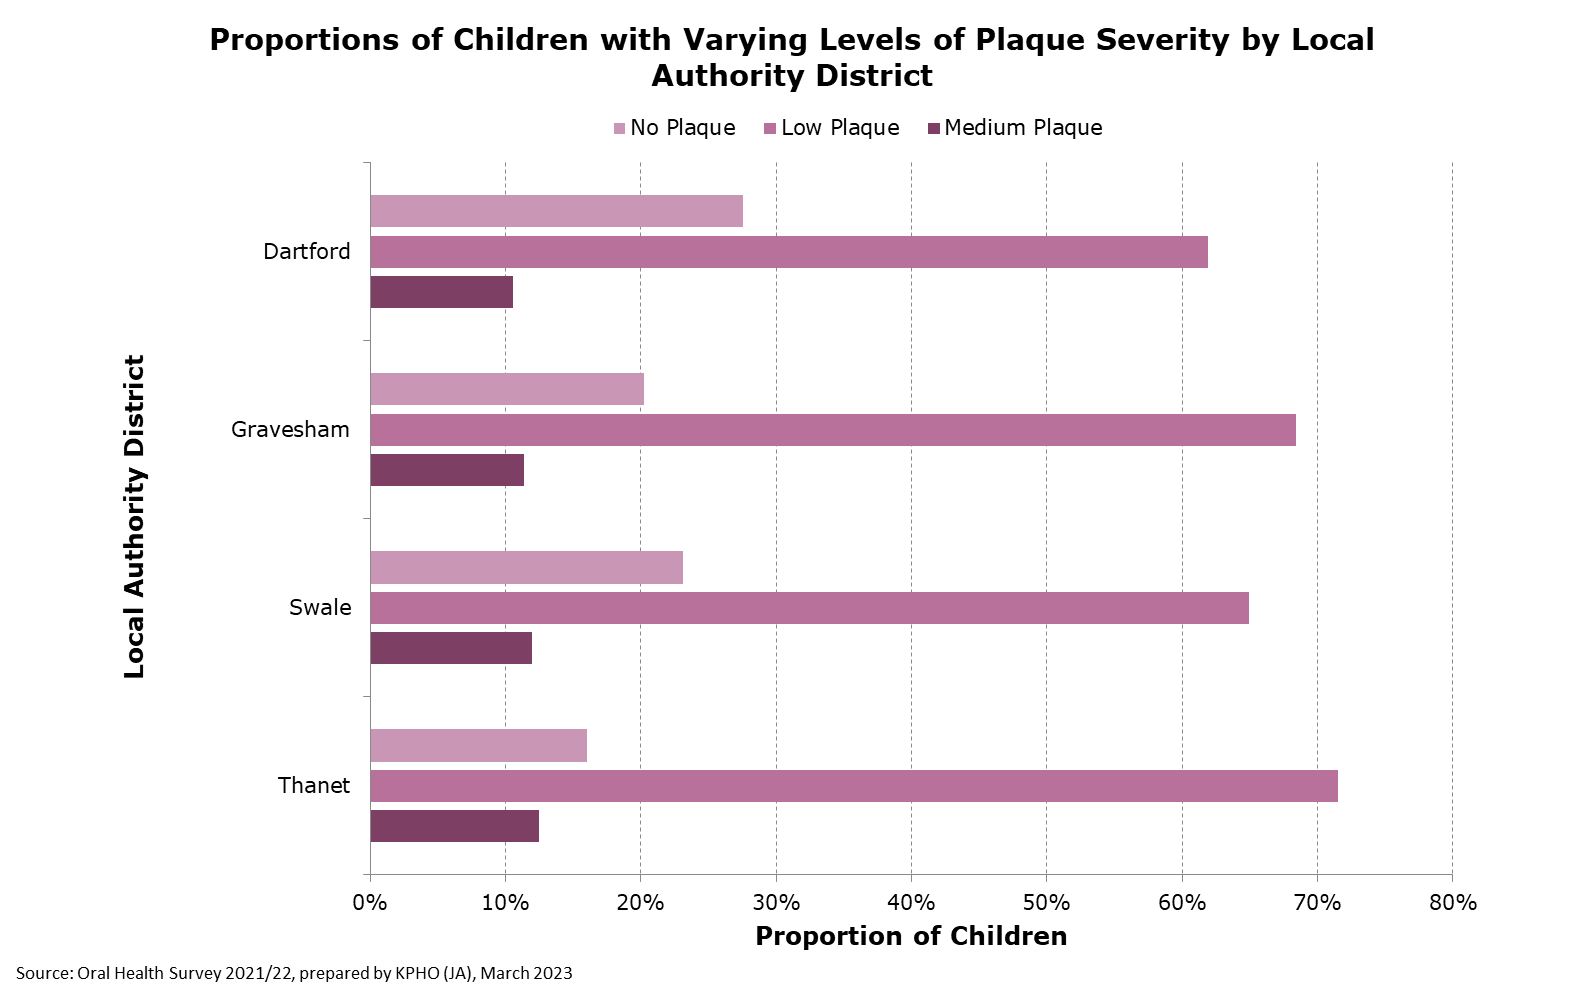 Proportions of Children with Varying Levels of Plaque Severity by Local
Authority District
No Plaque
Low Plaque
Medium Plaque
Local Authority District
Dartford
Gravesham
Swale
Thanet
0%
10%
20%
30%
40%
50%
60%
70%
80%
Proportion of Children
Source: Oral Health Survey 2021/22, prepared by KPHO (JA), March 2023